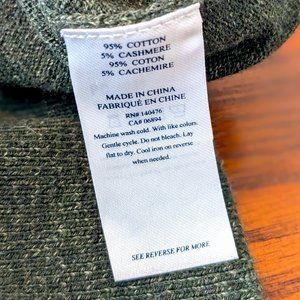 95% COTTON
5% CASHMERE
95% COTON
5% CACHEMIRE
MADE IN CHINA
FABRIQUÉ EN CHINE
RN# 140476
CA# 06894
Machine wash cold. With like colors.
Gentle cycle. Do not bleach. Lay
flat to dry. Cool iron on reverse
when needed.
SEE REVERSE FOR MORE